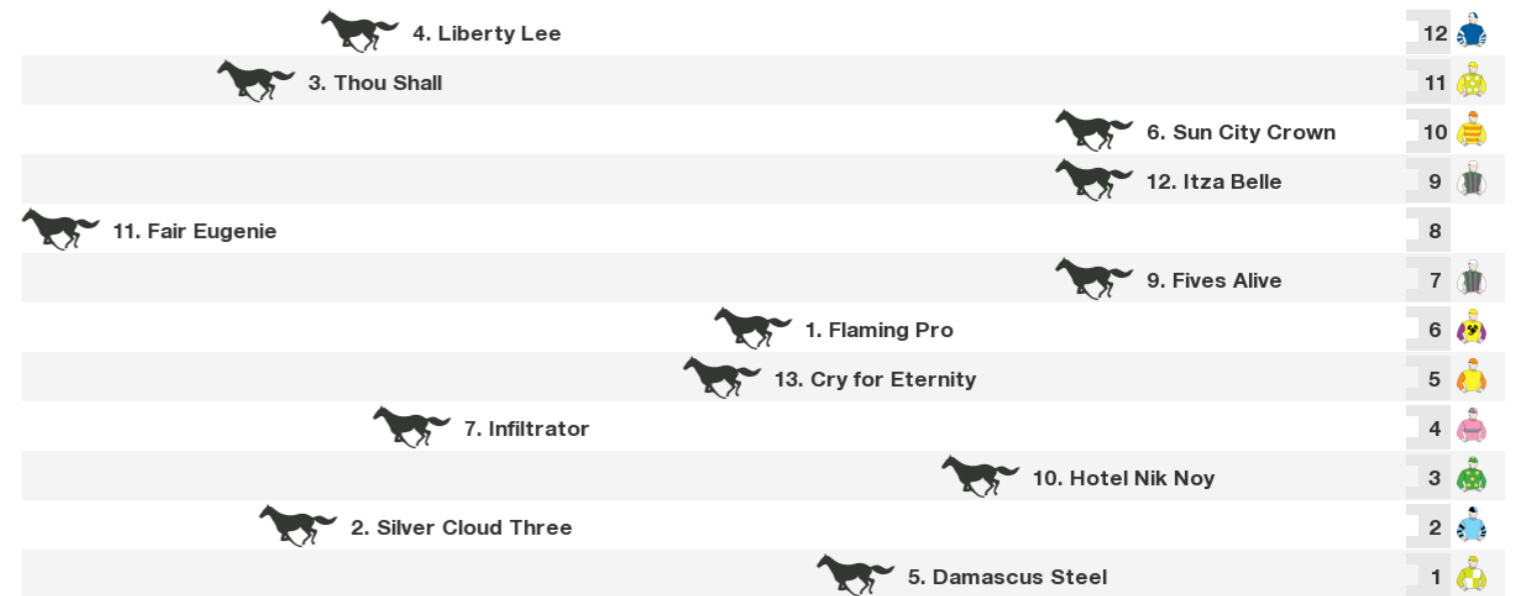 4. Liberty Lee 12
3. Thou Shall 11
6. Sun City Crown 10
12. Itza Belle 9
11. Fair Eugenie 8
9. Fives Alive 7
1. Flaming Pro 6
13. Cry for Eternity 5
7. Infiltrator 4
10. Hotel Nik Noy 3
2. Silver Cloud Three 2
5. Damascus Steel 1